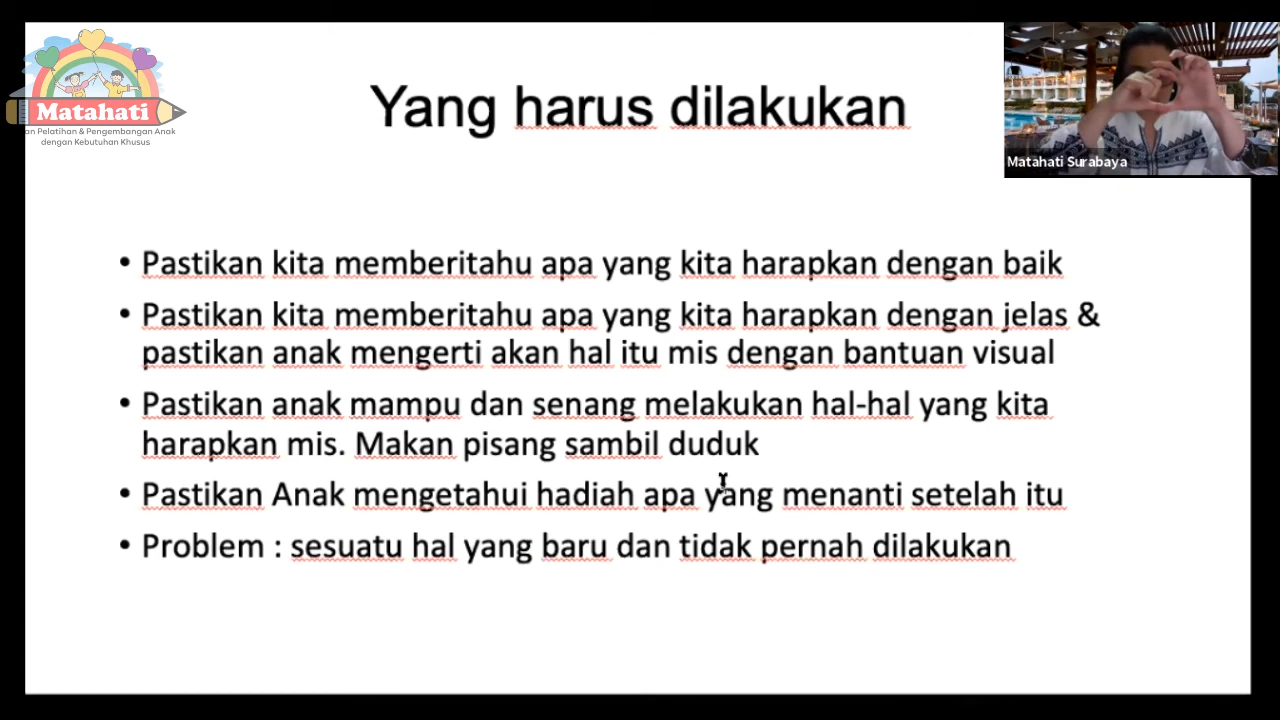 Matahati
an Pelatihan & Pengembangan Anak
dengan Kebutuhan Khusus
Yang harus dilakukan
Matahati Surabaya
• Pastikan kita memberitahu apa yang kita harapkan dengan baik
• Pastikan kita memberitahu apa yang kita harapkan dengan jelas &
pastikan anak mengerti akan hal itu mis dengan bantuan visual
• Pastikan anak mampu dan senang melakukan hal-hal yang kita
harapkan mis. Makan pisang sambil duduk
• Pastikan Anak mengetahui hadiah apa yang menanti setelah itu
• Problem : sesuatu hal yang baru dan tidak pernah dilakukan